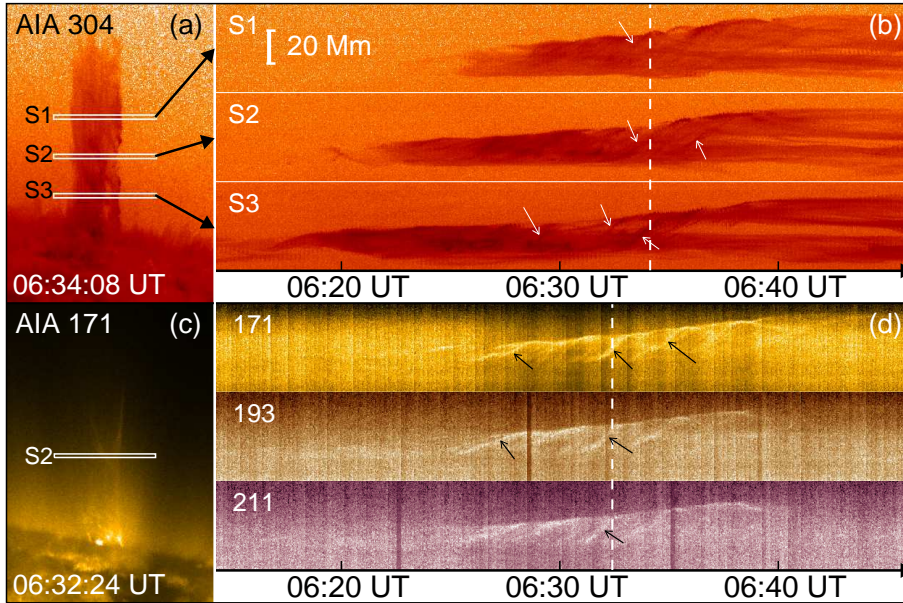 AIA 304
(a)
S1
S2
S3
06:34:08 UT
S1
20 Mm
(b)
S2
S3
06:20 UT
06:30 UT
06:40 UT
AIA 171
(c)
S2
06:32:24 UT
171
(d)
193
211
06:20 UT
06:30 UT
06:40 UT